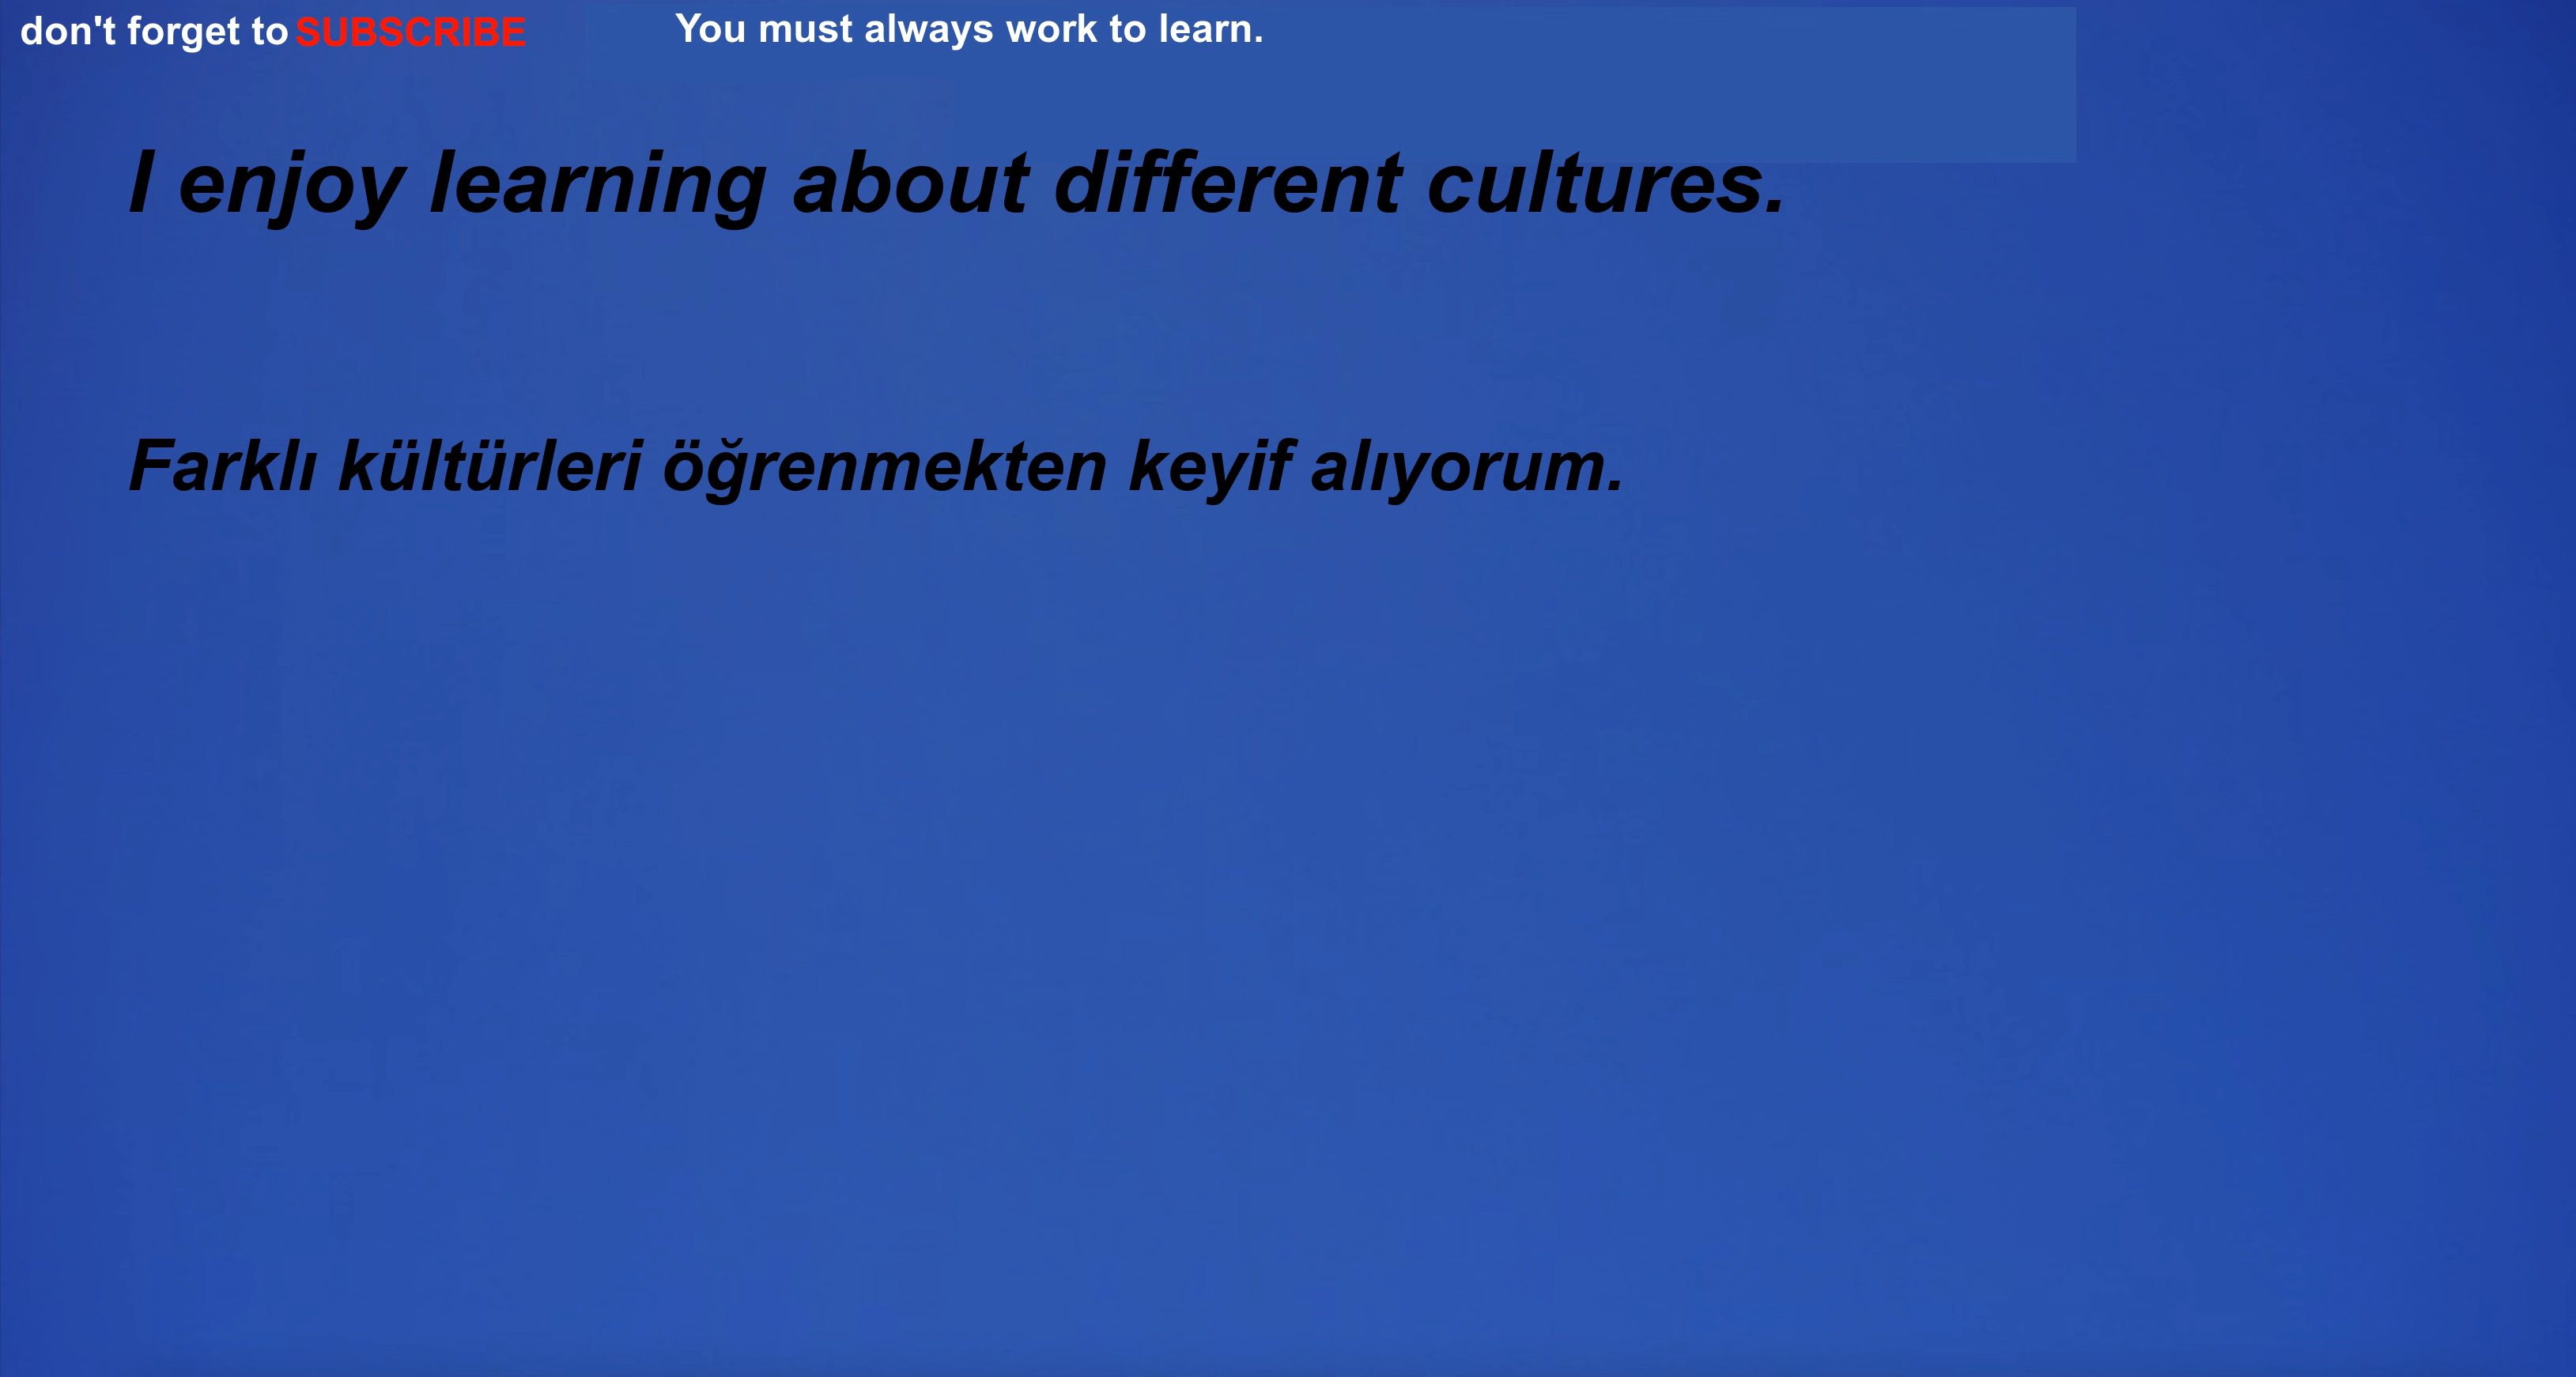 don't forget to SUBSCRIBE You must always work to learn.
I enjoy learning about different cultures.
Farklı kültürleri öğrenmekten keyif alıyorum.